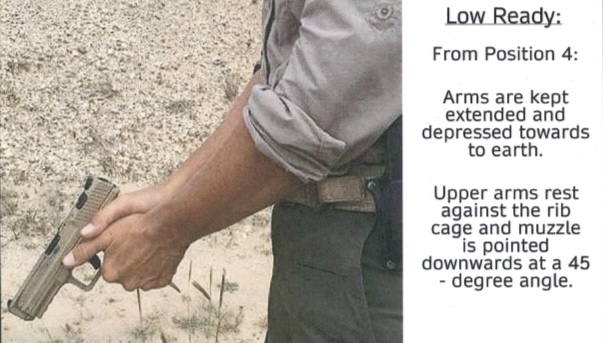 Low Ready:
From Position 4:
Arms are kept
extended and
depressed towards
to earth.
Upper arms rest
against the rib
cage and muzzle
is pointed
downwards at a 45
- degree angle.